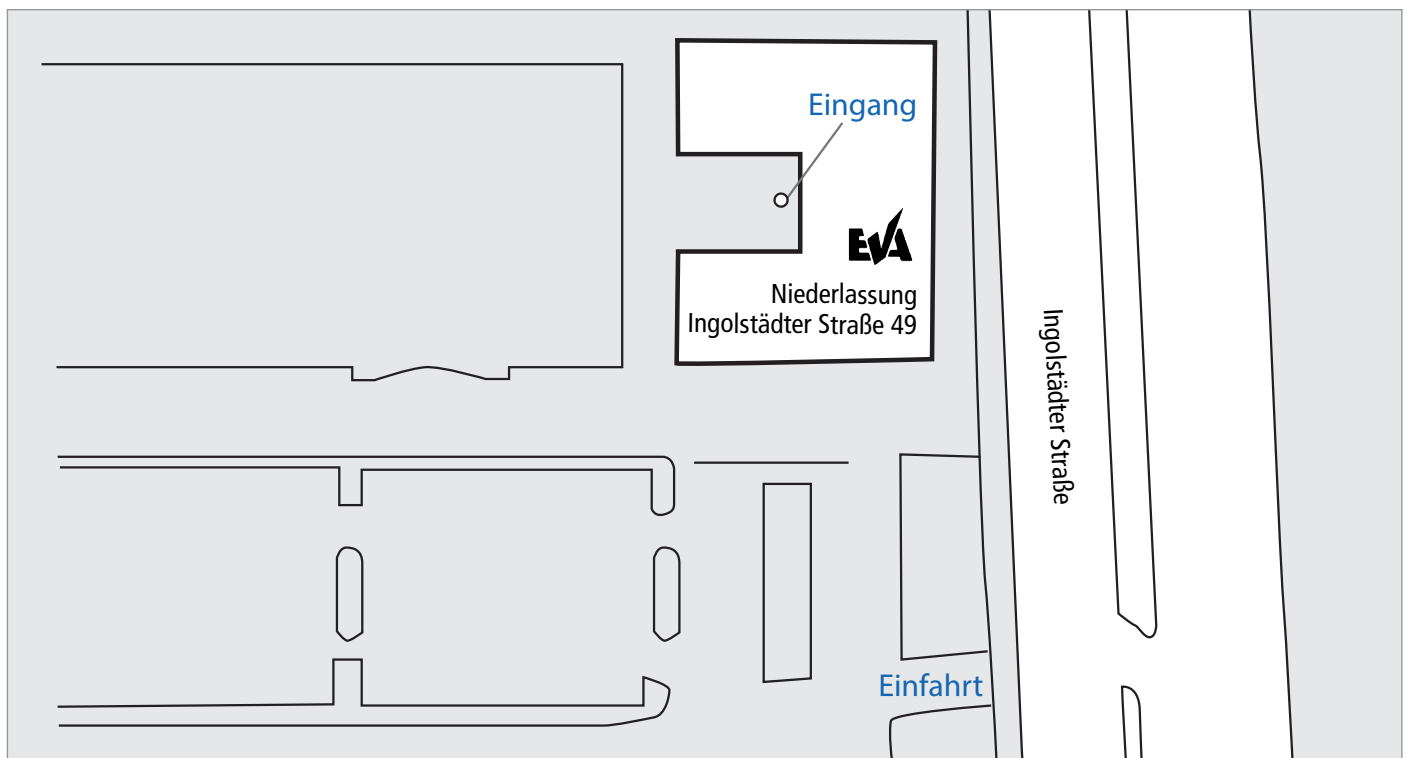 Eingang
EVA
Niederlassung
Ingolstädter Straße 49
Ingolstädter Straße
Einfahrt